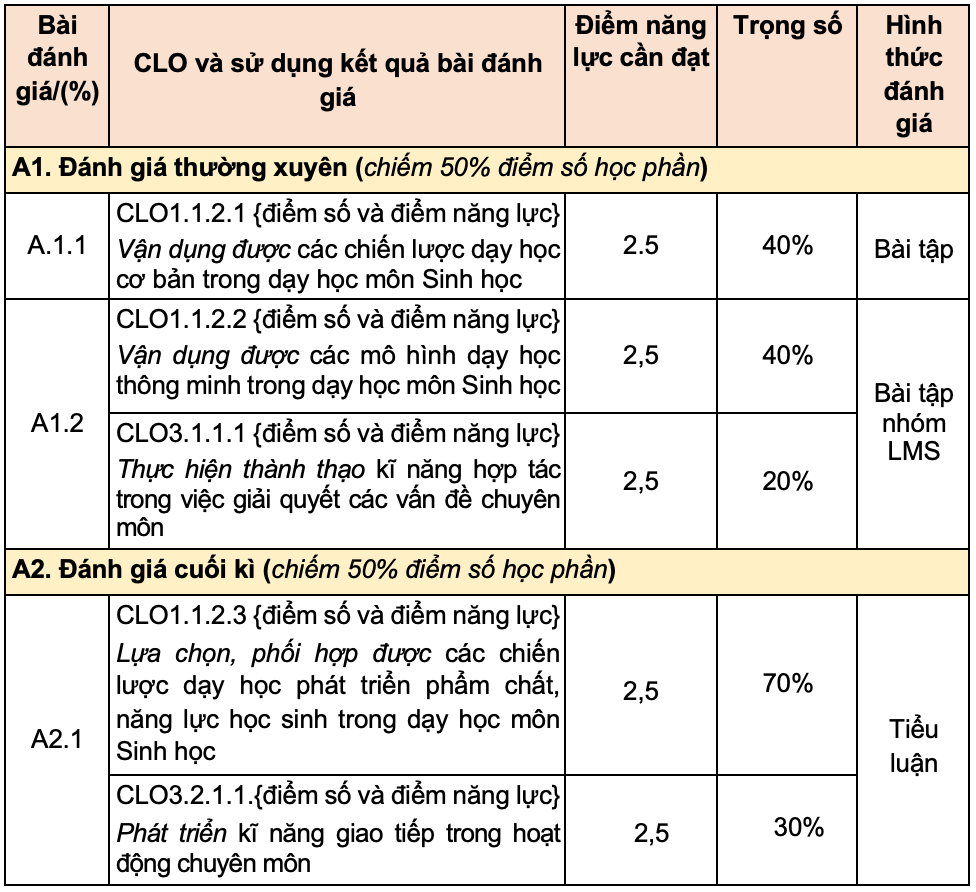 Bài
đánh
giá/(%)
CLO và sử dụng kết quả bài đánh
giá
Điểm năng
lực cần đạt
Trọng số
Hình
thức
đánh
giá
A1. Đánh giá thường xuyên (chiếm 50% điểm số học phần)
A.1.1
CLO1.1.2.1 {điểm số và điểm năng lực}
Vận dụng được các chiến lược dạy học
cơ bản trong dạy học môn Sinh học
2.5
40%
Bài tập
A1.2
CLO1.1.2.2 {điểm số và điểm năng lực}
Vận dụng được các mô hình dạy học
thông minh trong dạy học môn Sinh học
2,5
40%
Bài tập
nhóm
LMS
CLO3.1.1.1 {điểm số và điểm năng lực}
Thực hiện thành thạo kĩ năng hợp tác
trong việc giải quyết các vấn đề chuyên
môn
2,5
20%
A2. Đánh giá cuối kì (chiếm 50% điểm số học phần)
A2.1
CLO1.1.2.3 {điểm số và điểm năng lực}
Lựa chọn, phối hợp được các chiến
lược dạy học phát triển phẩm chất,
năng lực học sinh trong dạy học môn
Sinh học
2,5
70%
Tiểu
luận
CLO3.2.1.1.{điểm số và điểm năng lực}
Phát triển kĩ năng giao tiếp trong hoạt
động chuyên môn
2,5
30%